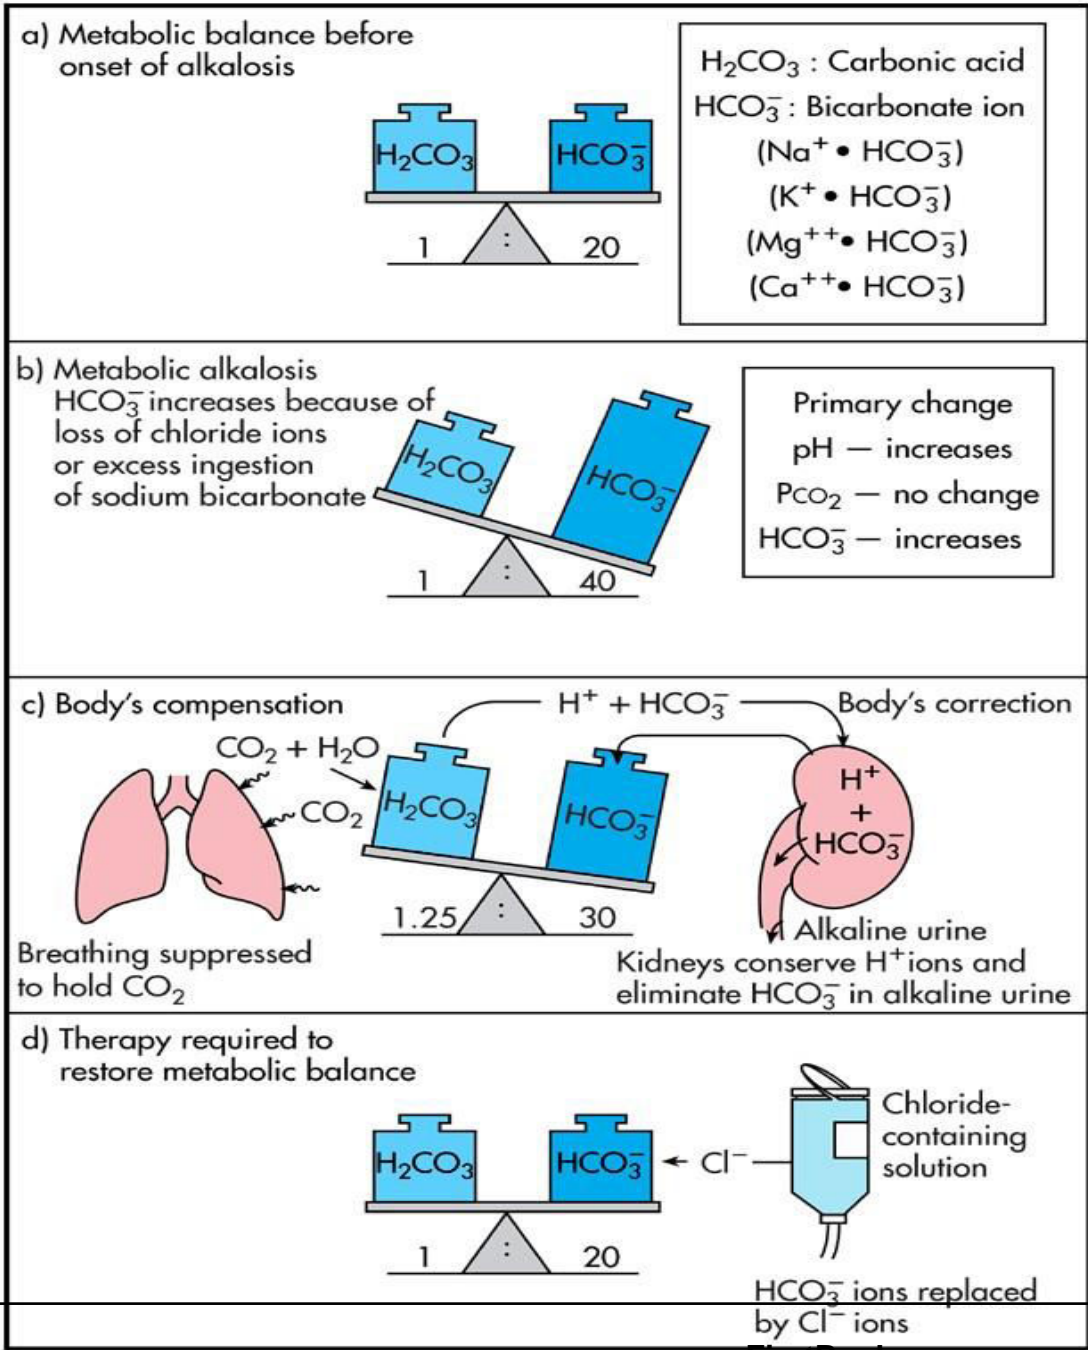 a) Metabolic balance before
onset of alkalosis
H₂CO₃
HCO₃⁻
1 : 20
H₂CO₃ : Carbonic acid
HCO₃⁻ : Bicarbonate ion
(Na⁺ • HCO₃⁻)
(K⁺ • HCO₃⁻)
(Mg⁺⁺• HCO₃⁻)
(Ca⁺⁺• HCO₃⁻)
b) Metabolic alkalosis
HCO₃⁻ increases because of
loss of chloride ions
or excess ingestion
of sodium bicarbonate
H₂CO₃
HCO₃⁻
1 : 40
Primary change
pH — increases
PCO₂ — no change
HCO₃⁻ — increases
c) Body's compensation
H⁺ + HCO₃⁻
Body's correction
CO₂ + H₂O
CO₂
H₂CO₃
HCO₃⁻
H⁺
+
HCO₃⁻
1.25 : 30
Breathing suppressed
to hold CO₂
Alkaline urine
Kidneys conserve H⁺ ions and
eliminate HCO₃⁻ in alkaline urine
d) Therapy required to
restore metabolic balance
H₂CO₃
HCO₃⁻
Cl⁻
1 : 20
Chloride-
containing
solution
HCO₃⁻ ions replaced
by Cl⁻ ions